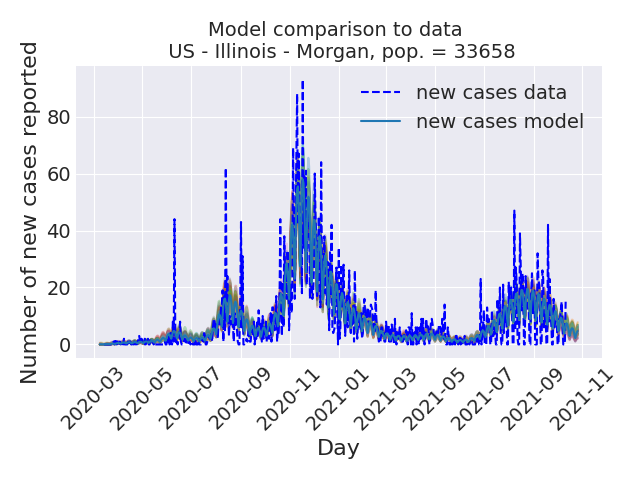 Model comparison to data
US - Illinois - Morgan, pop. = 33658
Number of new cases reported
80
60
40
20
0
new cases data
new cases model
2020-03
2020-05
2020-07
2020-09
2020-11
2021-01
2021-03
2021-05
2021-07
2021-09
2021-11
Day